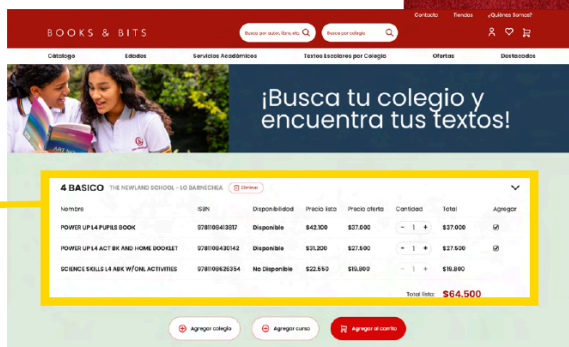 Contacto Tiendas ¿Quiénes Somos?
BOOKS & BITS Busca por autor, libro, etc. Busca por colegio
Catálogo Edades Servicios Académicos Textos Escolares por Colegio Ofertas Destacados
¡Busca tu colegio y
encuentra tus textos!
4 BASICO THE NEWLAND SCHOOL - LO BARNECHEA Eliminar
Nombre ISBN Disponibilidad Precio lista Precio oferta Cantidad Total Agregar
POWER UP L4 PUPILS BOOK 9781108413817 Disponible $42.100 $37.000 - 1 + $37.000
POWER UP L4 ACT BK AND HOME BOOKLET 9781108430142 Disponible $31.200 $27.500 - 1 + $27.500
SCIENCE SKILLS L4 ABK W/ONL ACTIVITIES No Disponible $22.550 $19.800 - 1 + $19.800
Total lista: $64.500
Agregar colegio Agregar curso Agregar al carrito